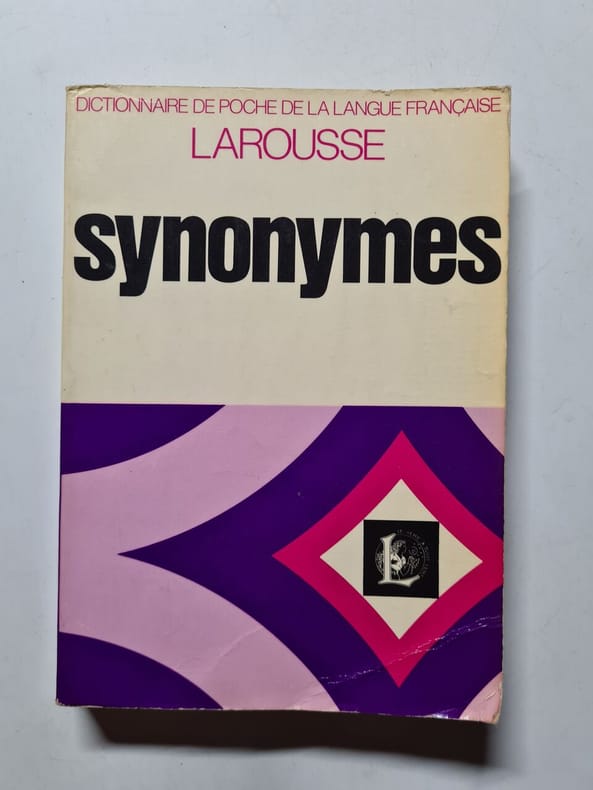 DICTIONNAIRE DE POCHE DE LA LANGUE FRANÇAISE
LAROUSSE
synonymes
L